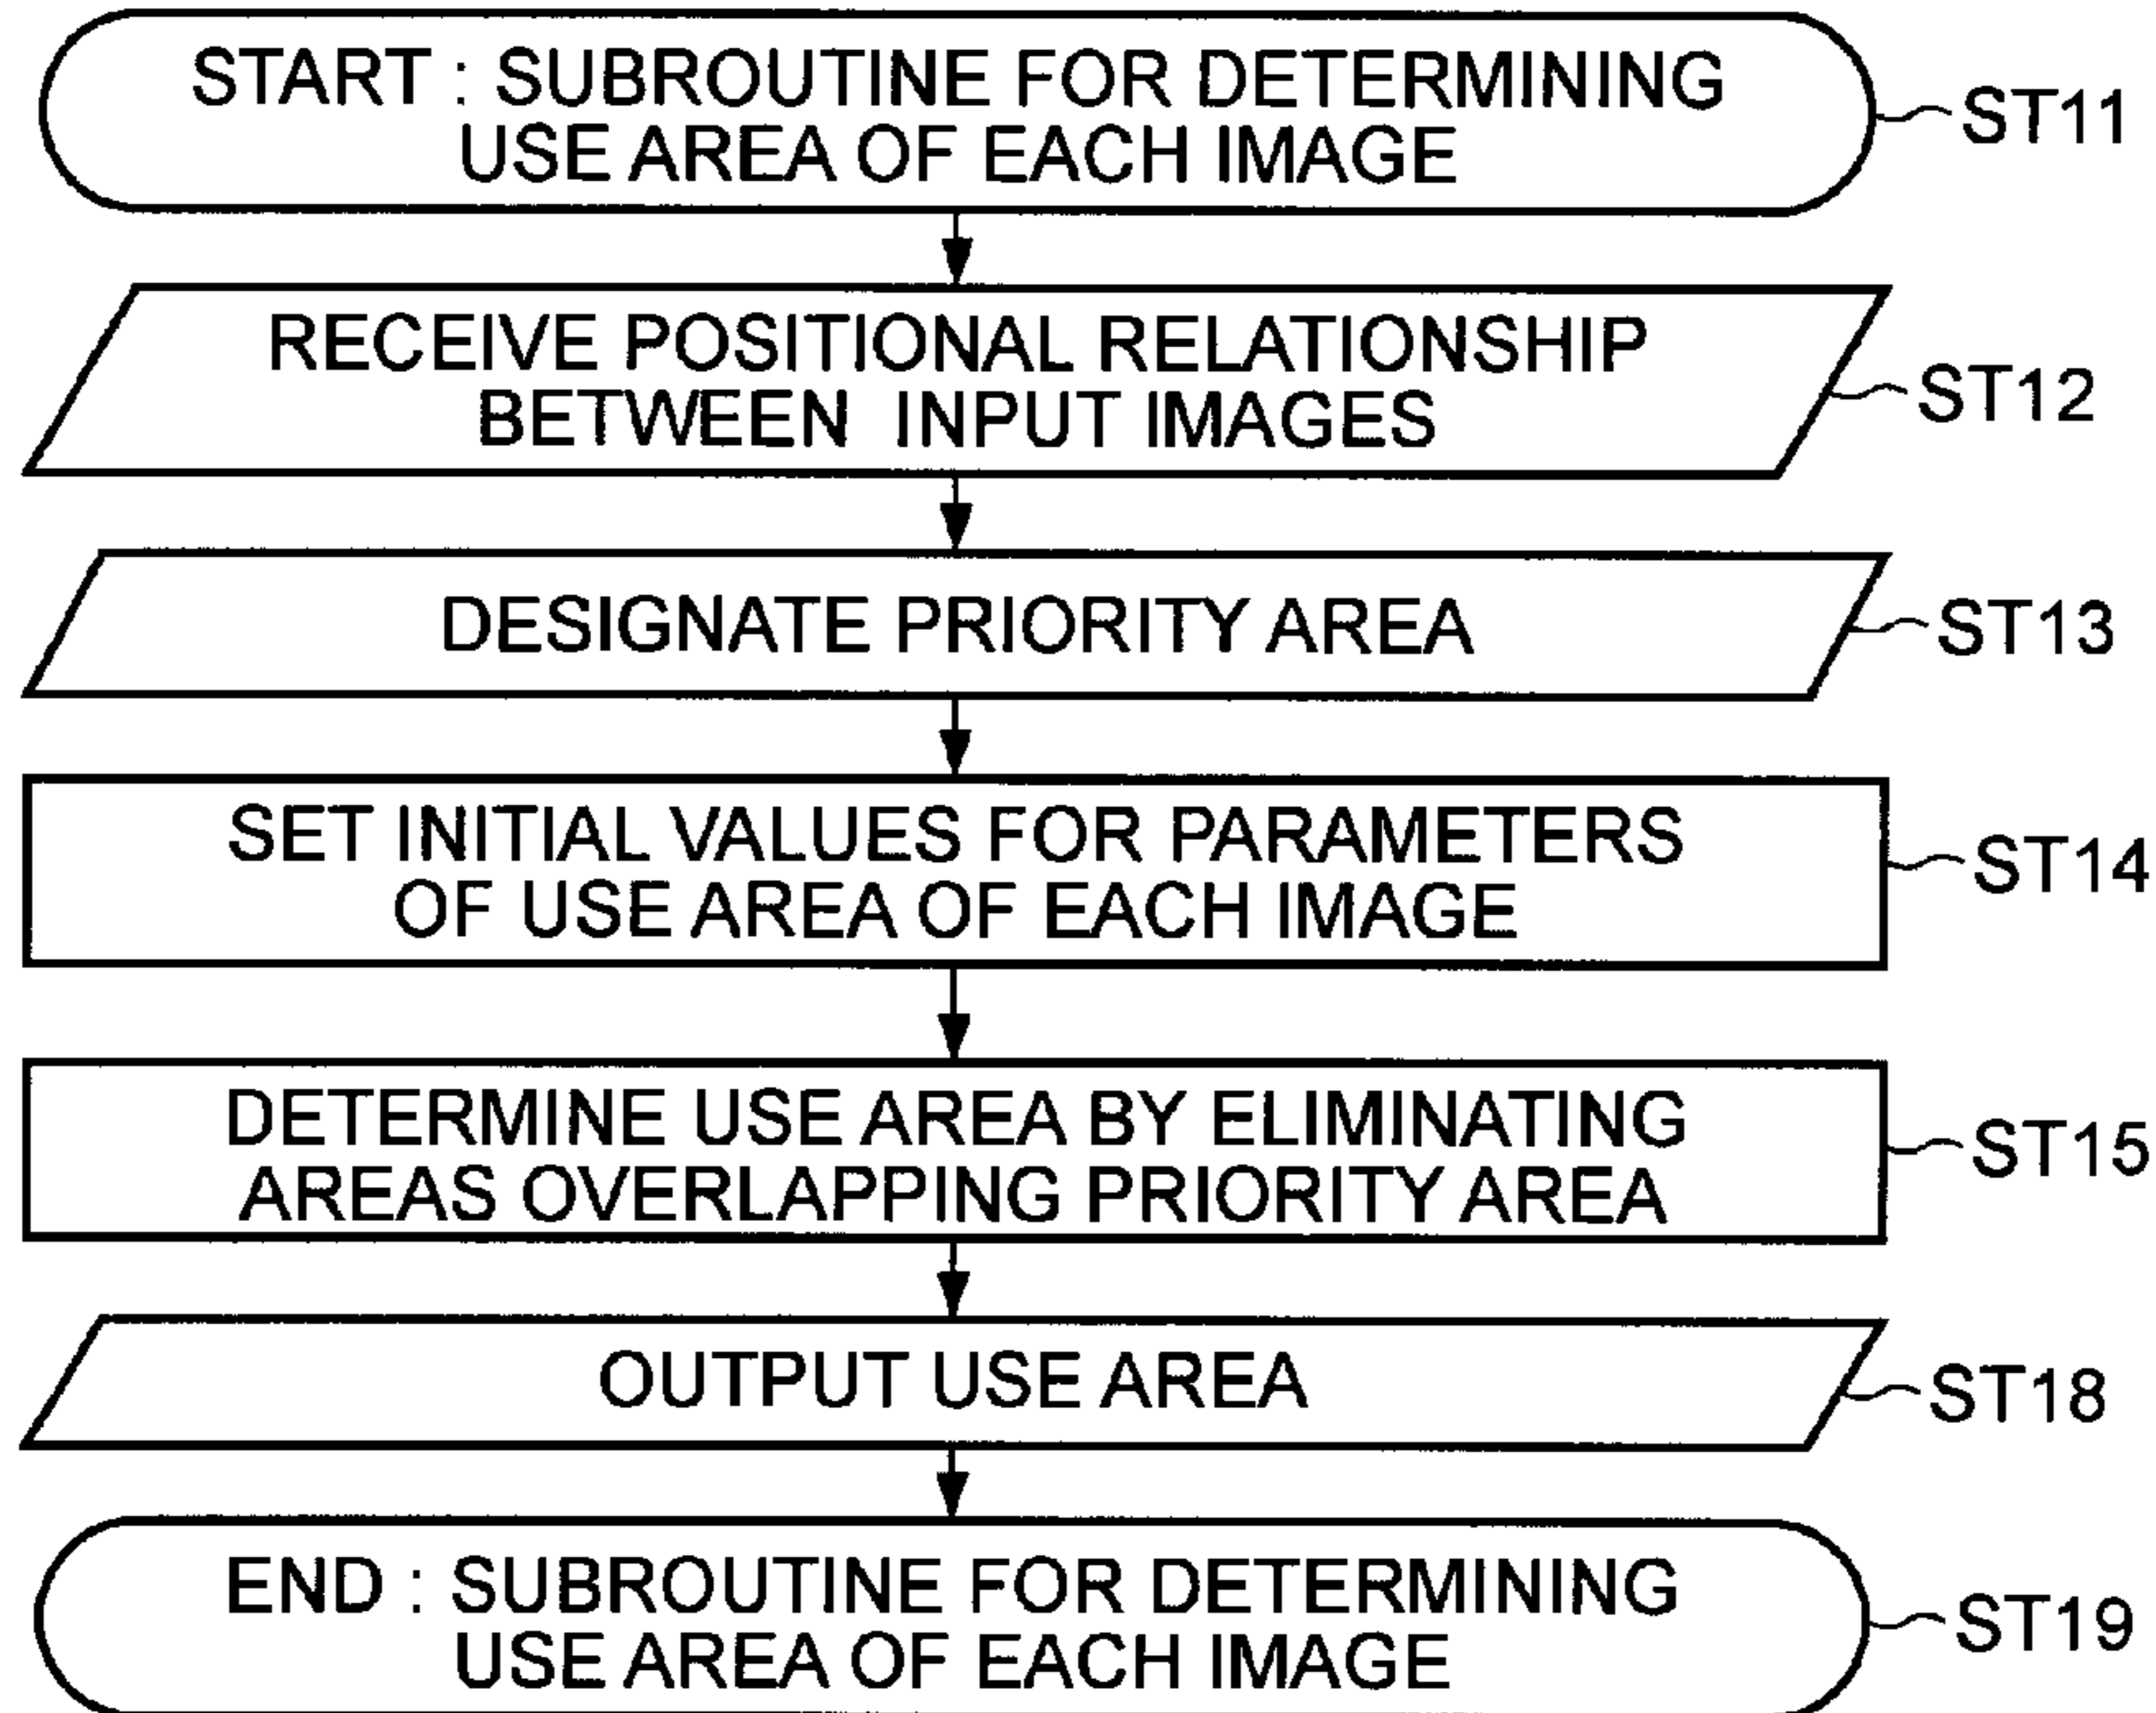 START : SUBROUTINE FOR DETERMINING
USE AREA OF EACH IMAGE
ST11
RECEIVE POSITIONAL RELATIONSHIP
BETWEEN INPUT IMAGES
ST12
DESIGNATE PRIORITY AREA
ST13
SET INITIAL VALUES FOR PARAMETERS
OF USE AREA OF EACH IMAGE
ST14
DETERMINE USE AREA BY ELIMINATING
AREAS OVERLAPPING PRIORITY AREA
ST15
OUTPUT USE AREA
ST18
END : SUBROUTINE FOR DETERMINING
USE AREA OF EACH IMAGE
ST19